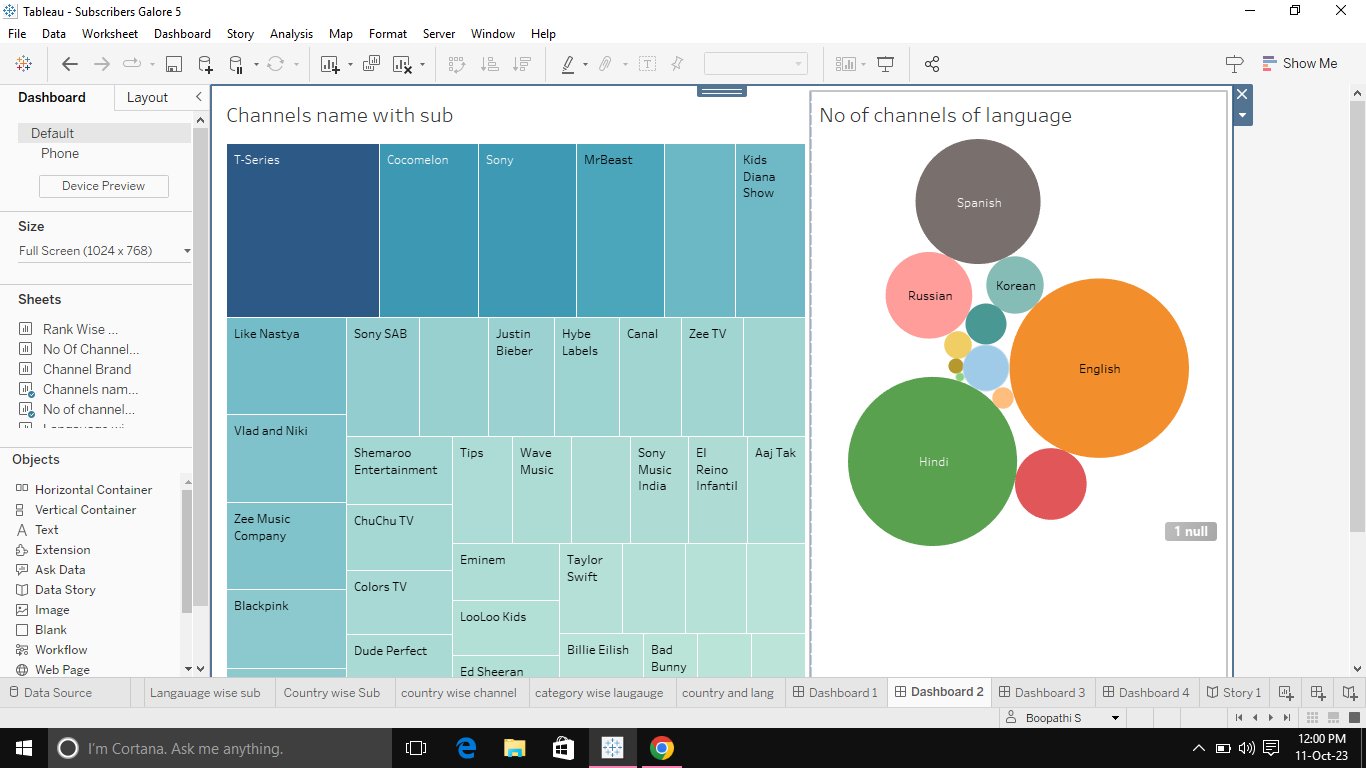 Tableau - Subscribers Galore 5
File Data Worksheet Dashboard Story Analysis Map Format Server Window Help
Show Me
Dashboard
Layout
Default
Phone
Device Preview
Size
Full Screen (1024 x 768)
Sheets
Rank Wise ...
No Of Channel...
Channel Brand
Channels nam...
No of channel...
Objects
Horizontal Container
Vertical Container
Text
Extension
Ask Data
Data Story
Image
Blank
Workflow
Web Page
Channels name with sub
T-Series
Cocomelon
Sony
MrBeast
Kids
Diana
Show
Like Nastya
Sony SAB
Justin
Bieber
Hybe
Labels
Canal
Zee TV
Vlad and Niki
Shemaroo
Entertainment
Tips
Wave
Music
Sony
Music
India
El
Reino
Infantil
Aaj Tak
Zee Music
Company
ChuChu TV
Eminem
Taylor
Swift
Colors TV
Blackpink
LooLoo Kids
Dude Perfect
Billie Eilish
Bad
Bunny
Ed Sheeran
No of channels of language
Spanish
Russian
Korean
English
Hindi
1 null
Data Source
Langauage wise sub
Country wise Sub
country wise channel
category wise laugauge
country and lang
Dashboard 1
Dashboard 2
Dashboard 3
Dashboard 4
Story 1
Boopathi S
I'm Cortana. Ask me anything.
12:00 PM
11-Oct-23